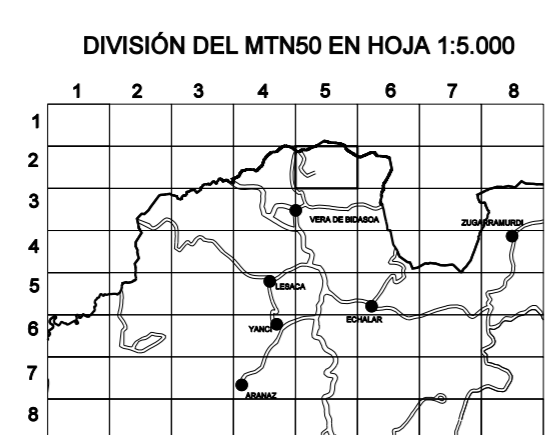 DIVISIÓN DEL MTN50 EN HOJA 1:5.000
1 2 3 4 5 6 7 8
1
2
3
VERA DE BIDASOA
ZUGARRAMURDI
4
5
LESACA
ECHALAR
6
YANCI
7
ARANAZ
8